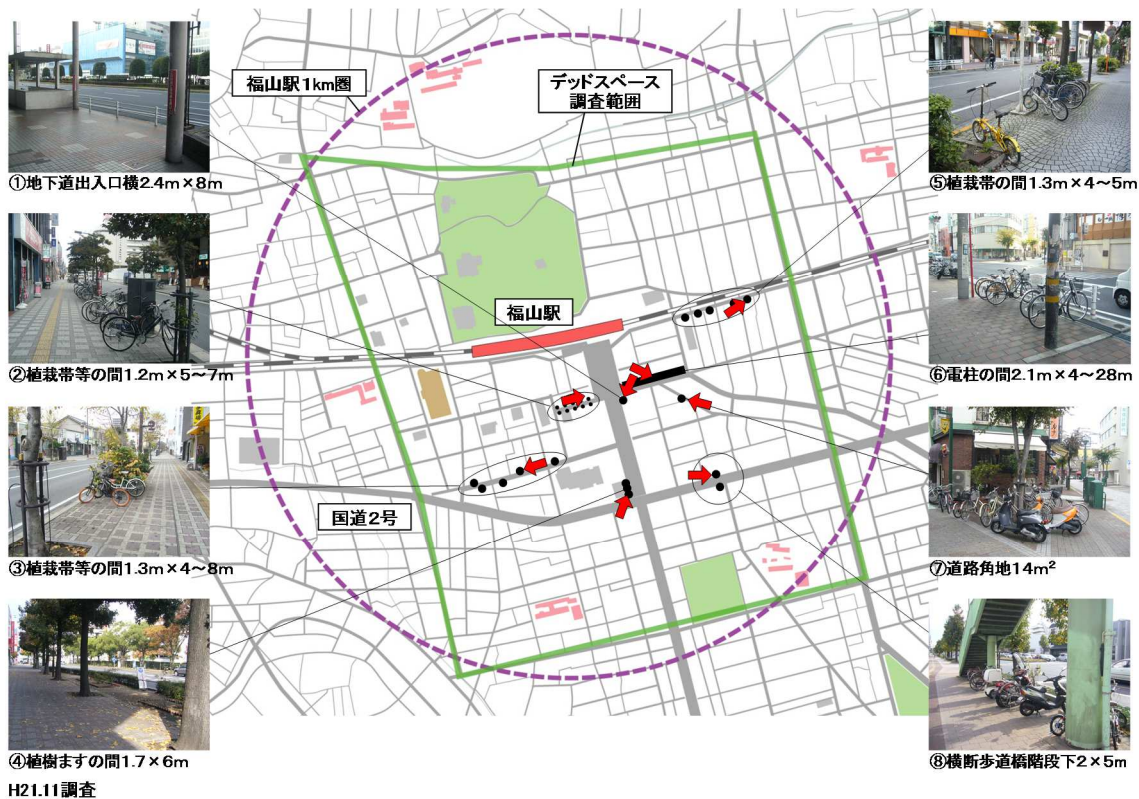 福山駅1km圏
デッドスペース
調査範囲
福山駅
国道2号
①地下道出入口横2.4m×8m
②植栽帯等の間1.2m×5～7m
③植栽帯等の間1.3m×4～8m
④植樹ますの間1.7×6m
H21.11調査
⑤植栽帯の間1.3m×4～5m
⑥電柱の間2.1m×4～28m
⑦道路角地14m²
⑧横断歩道橋階段下2×5m